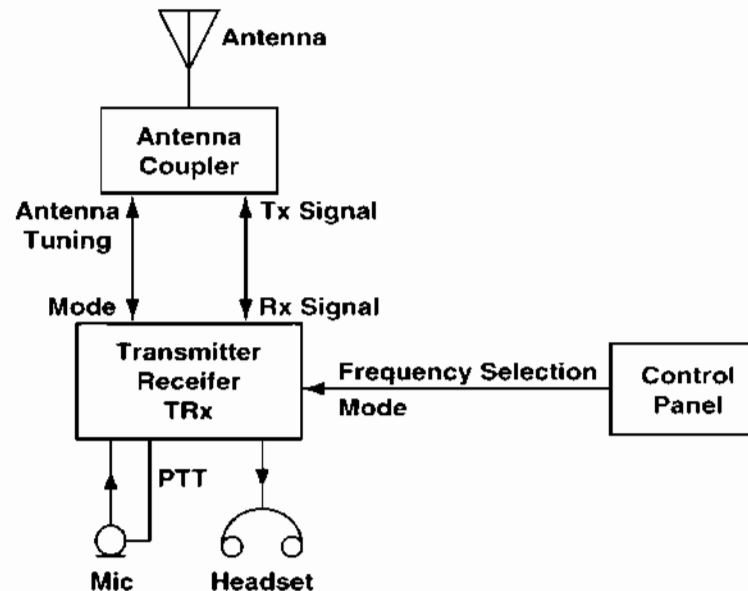 Antenna
Antenna
Coupler
Antenna
Tuning
Tx Signal
Mode
Rx Signal
Transmitter
Receifer
TRx
Frequency Selection
Mode
Control
Panel
PTT
Mic
Headset